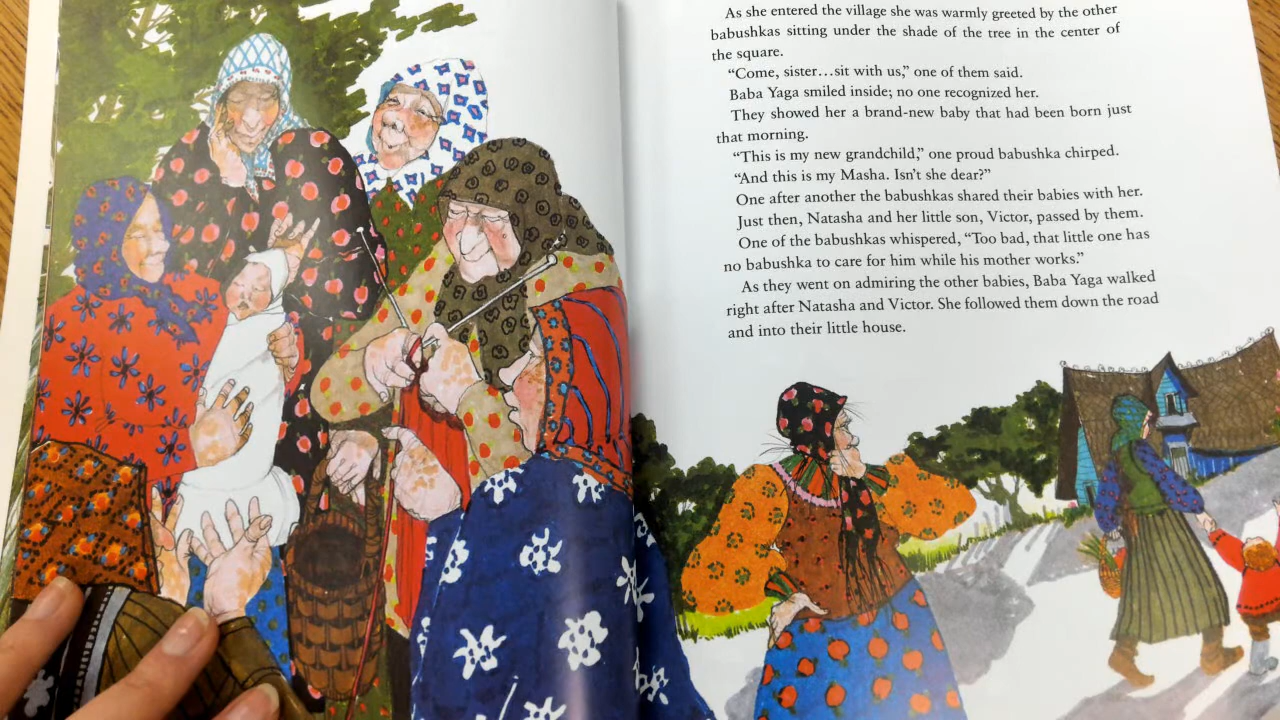 As she entered the village she was warmly greeted by the other
babushkas sitting under the shade of the tree in the center of
the square.
“Come, sister…sit with us,” one of them said.
Baba Yaga smiled inside; no one recognized her.
They showed her a brand-new baby that had been born just
that morning.
“This is my new grandchild,” one proud babushka chirped.
“And this is my Masha. Isn’t she dear?”
One after another the babushkas shared their babies with her.
Just then, Natasha and her little son, Victor, passed by them.
One of the babushkas whispered, “Too bad, that little one has
no babushka to care for him while his mother works.”
As they went on admiring the other babies, Baba Yaga walked
right after Natasha and Victor. She followed them down the road
and into their little house.